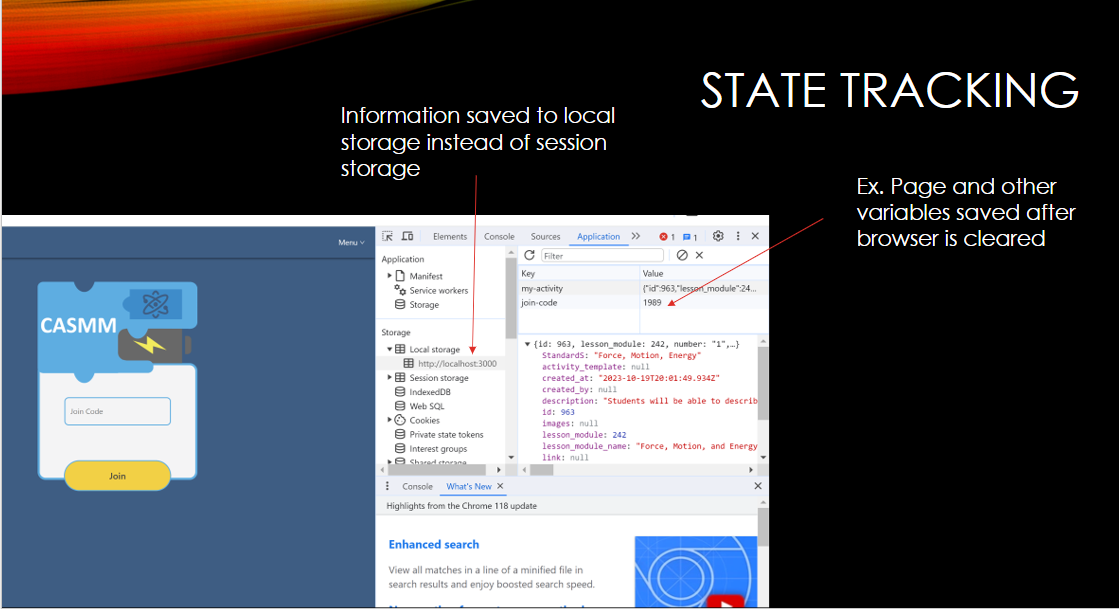 STATE TRACKING
Information saved to local
storage instead of session
storage
Ex. Page and other
variables saved after
browser is cleared
Menu
CASMM
Join Code
Join
Elements Console Sources Application 1 1
Application
Manifest
Service workers
Storage
Storage
Local storage
http://localhost:3000
Session storage
IndexedDB
Web SQL
Cookies
Private state tokens
Interest groups
Shared storage
Filter
Key Value
my-activity {"id":963,"lesson_module":24...
join-code 1989
{id: 963, lesson_module: 242, number: "1",…}
StandardS: "Force, Motion, Energy"
activity_template: null
created_at: "2023-10-19T20:01:49.934Z"
created_by: null
description: "Students will be able to describ
id: 963
images: null
lesson_module: 242
lesson_module_name: "Force, Motion, and Energy
link: null
Console What's New
Highlights from the Chrome 118 update
Enhanced search
View all matches in a line of a minified file in
search results and enjoy boosted search speed.